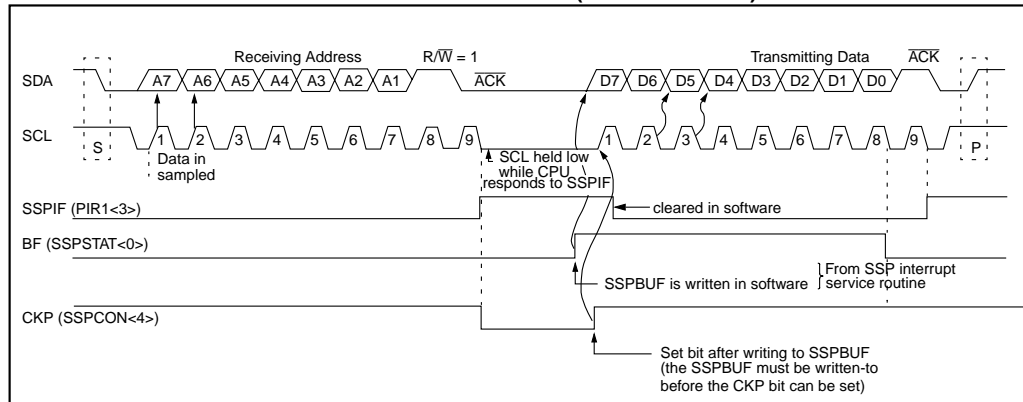 Receiving Address R/W = 1 Transmitting Data ACK
SDA A7 A6 A5 A4 A3 A2 A1 ACK D7 D6 D5 D4 D3 D2 D1 D0
SCL S 1 2 3 4 5 6 7 8 9 1 2 3 4 5 6 7 8 9 P
Data in
sampled
SCL held low
while CPU
responds to SSPIF
SSPIF (PIR1<3>)
cleared in software
BF (SSPSTAT<0>)
SSPBUF is written in software
From SSP interrupt
service routine
CKP (SSPCON<4>)
Set bit after writing to SSPBUF
(the SSPBUF must be written-to
before the CKP bit can be set)